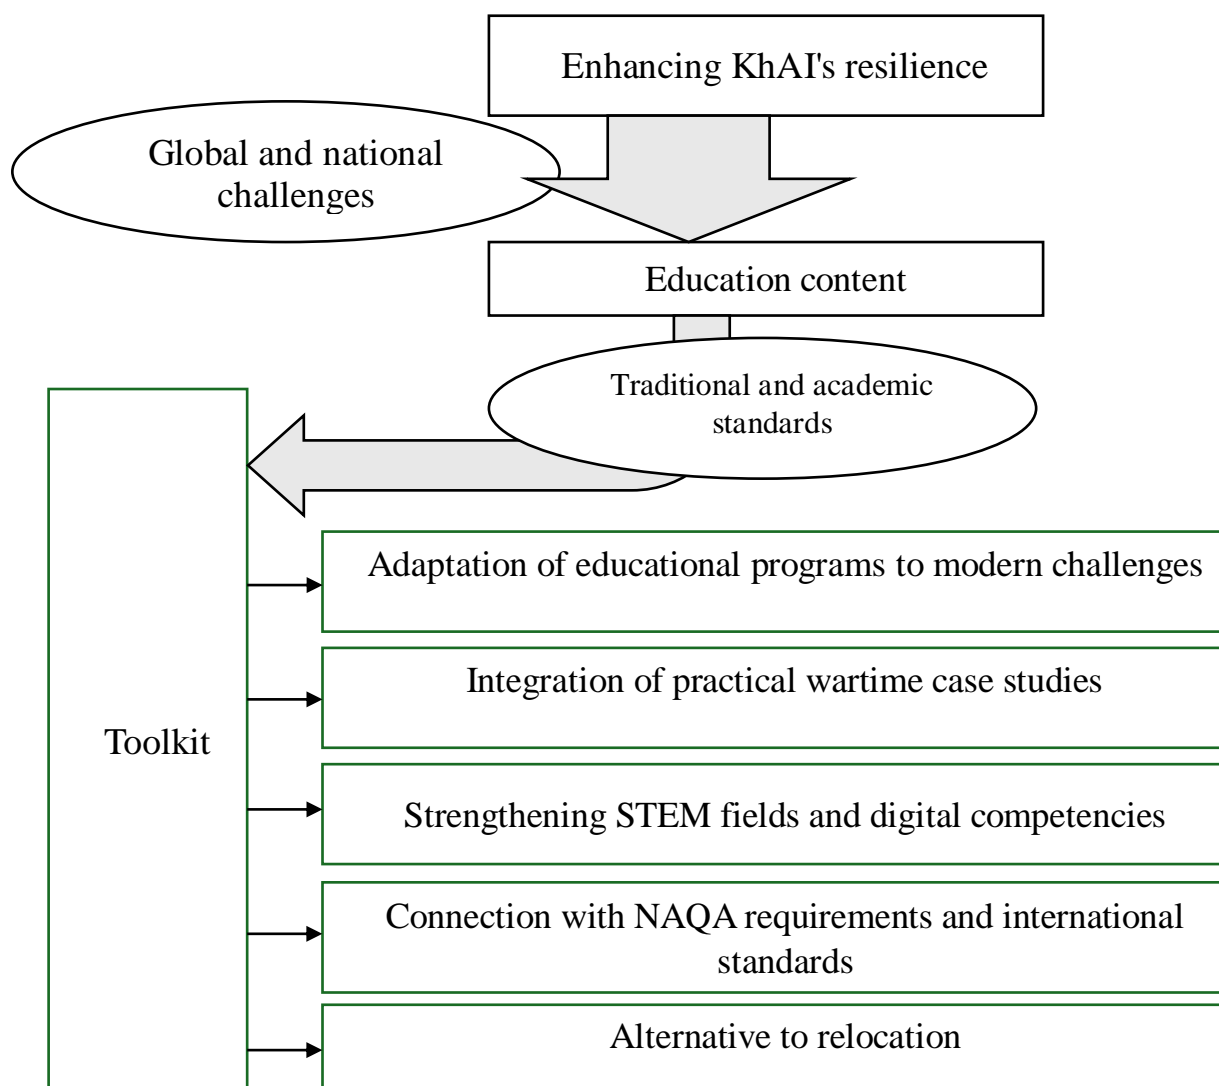 Enhancing KhAI's resilience
Global and national
challenges
Education content
Traditional and academic
standards
Toolkit
Adaptation of educational programs to modern challenges
Integration of practical wartime case studies
Strengthening STEM fields and digital competencies
Connection with NAQA requirements and international
standards
Alternative to relocation